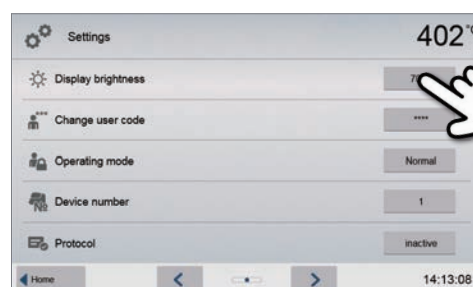 Settings
402 °C
Display brightness
Change user code
****
Operating mode
Normal
Device number
1
Protocol
inactive
Home
14:13:08